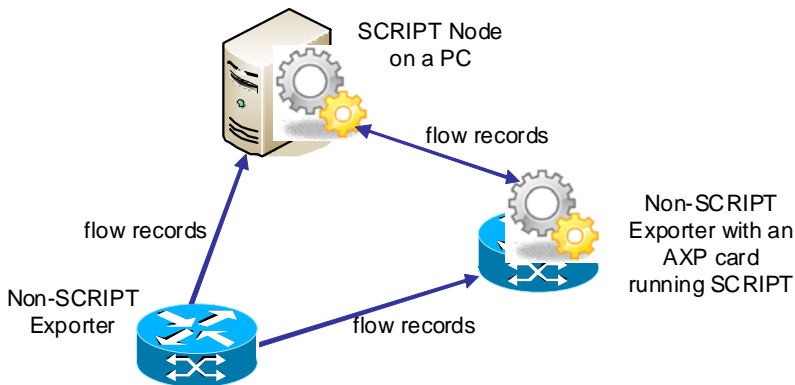 SCRIPT Node
on a PC
flow records
flow records
Non-SCRIPT
Exporter with an
AXP card
running SCRIPT
Non-SCRIPT
Exporter
flow records